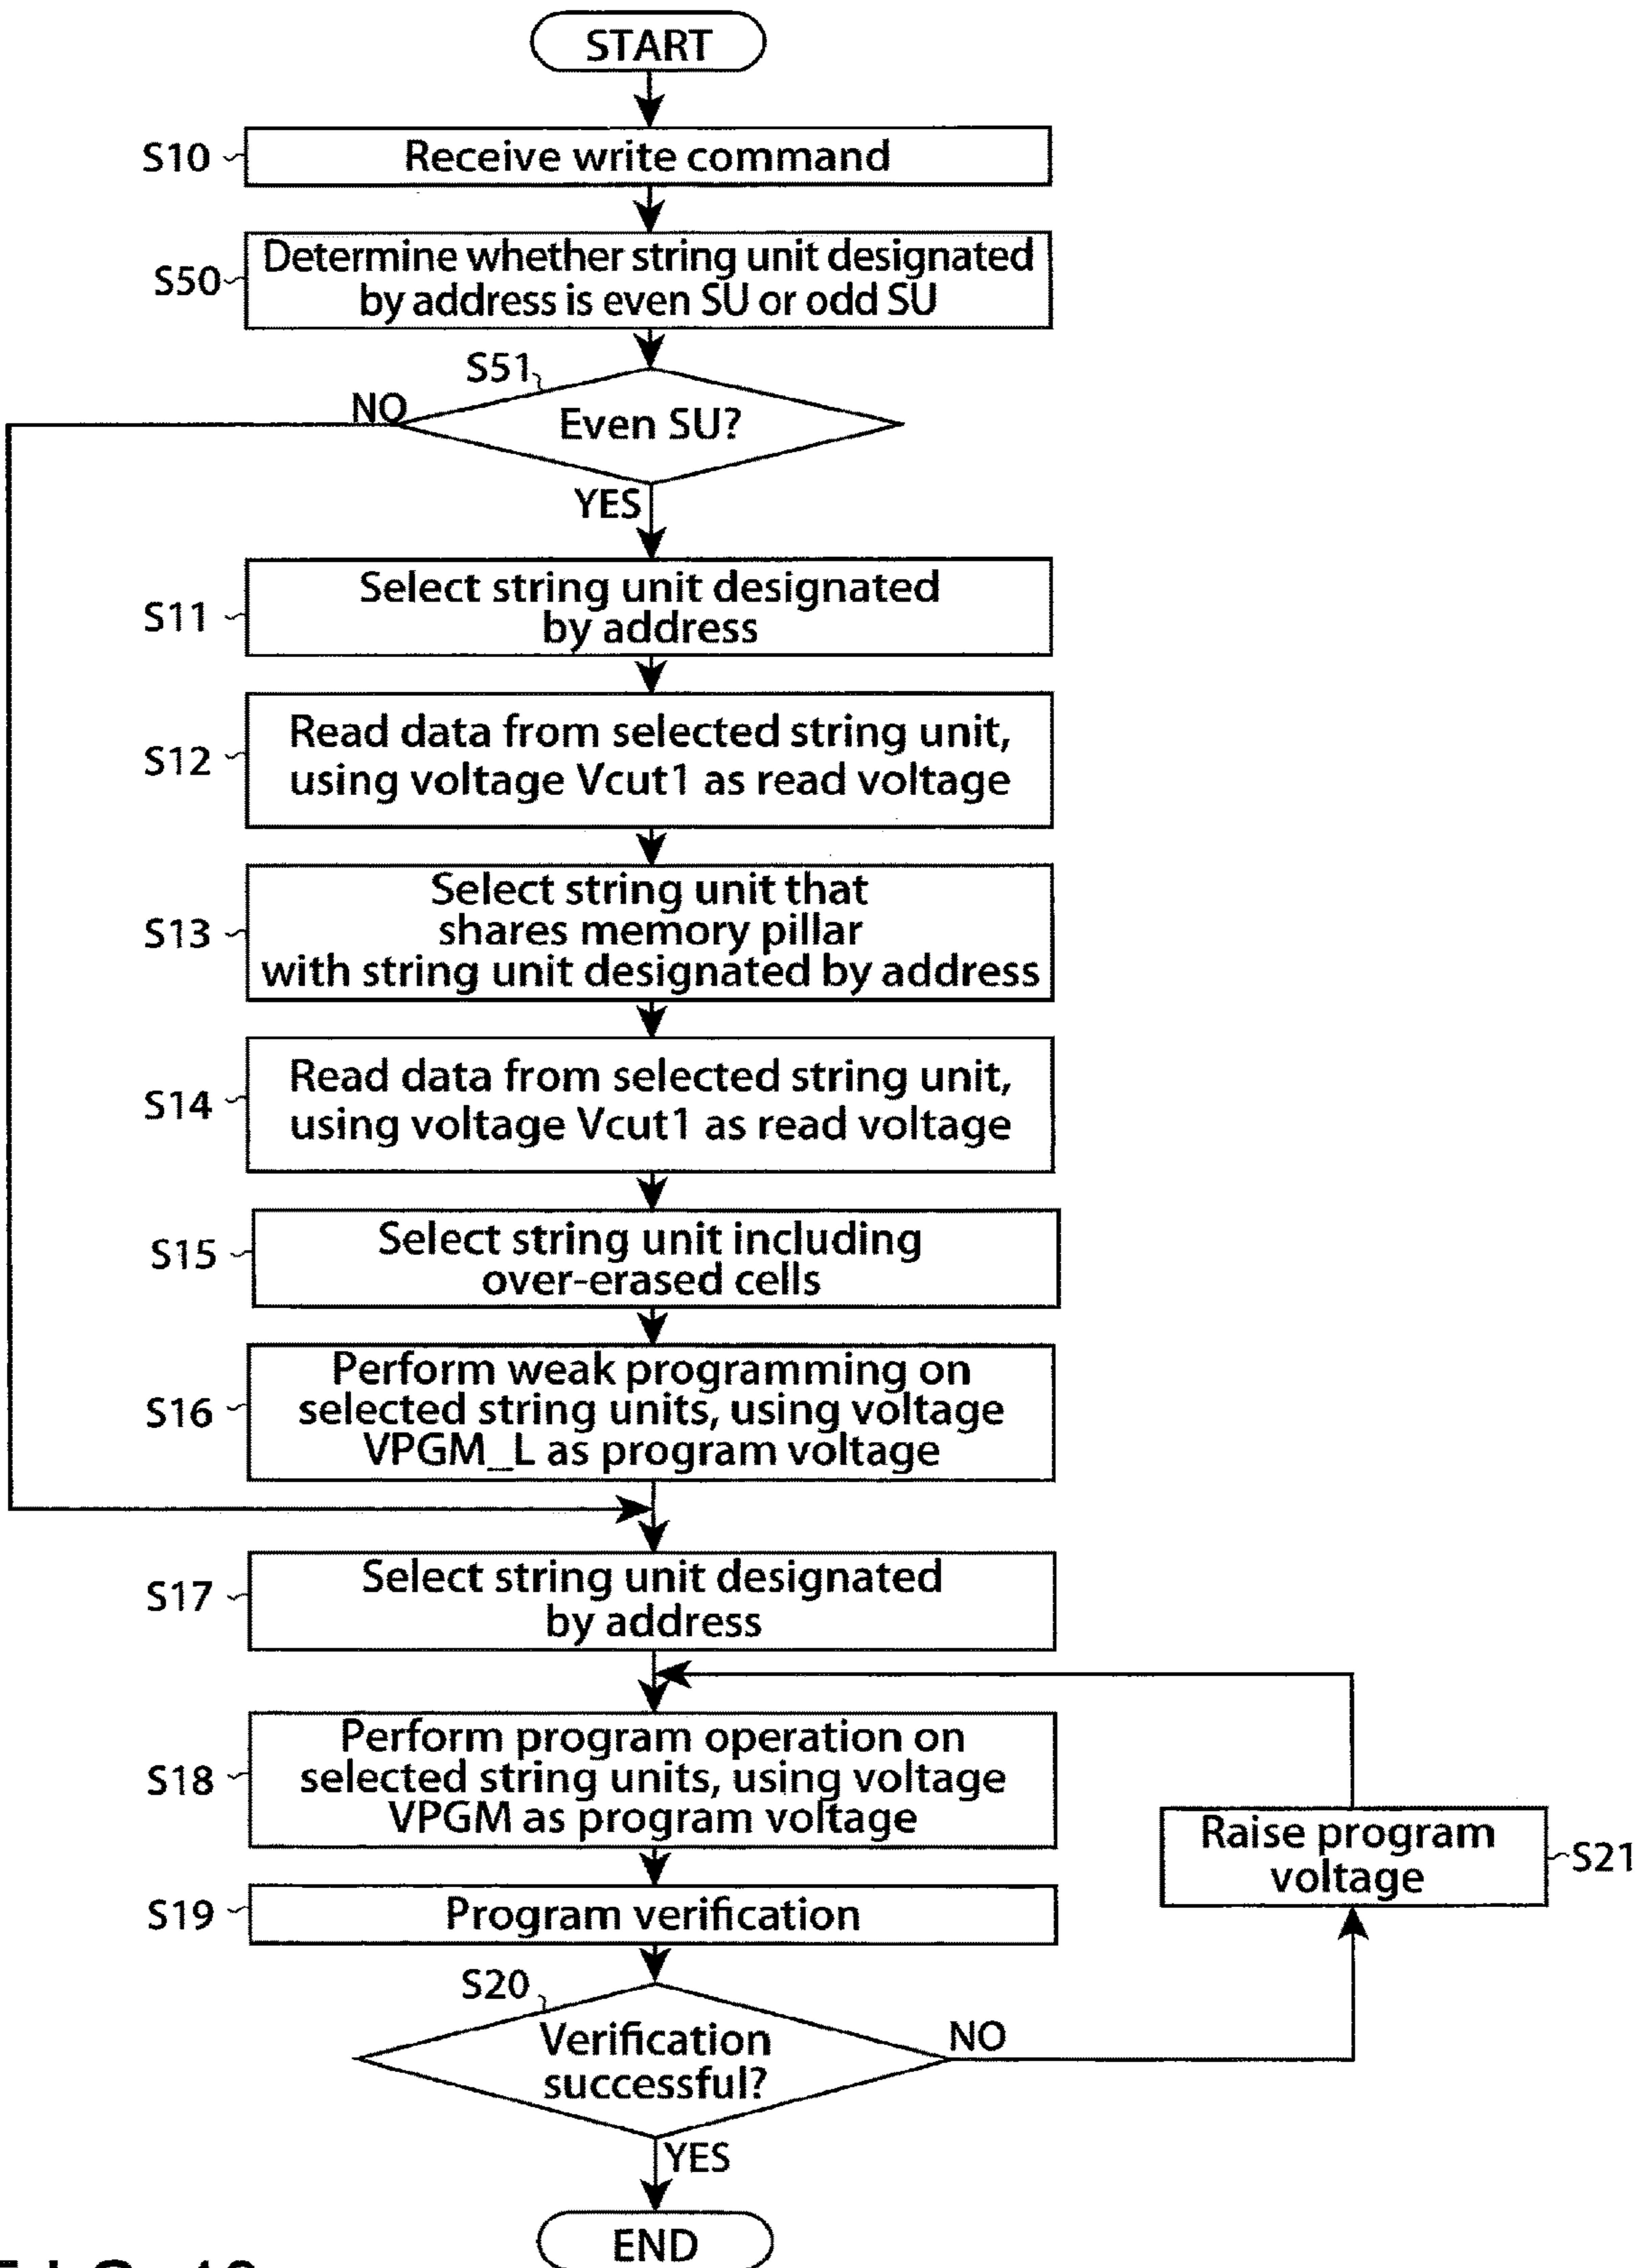 START
S10
Receive write command
S50
Determine whether string unit designated
by address is even SU or odd SU
S51
NO
Even SU?
YES
S11
Select string unit designated
by address
S12
Read data from selected string unit,
using voltage Vcut1 as read voltage
S13
Select string unit that
shares memory pillar
with string unit designated by address
S14
Read data from selected string unit,
using voltage Vcut1 as read voltage
S15
Select string unit including
over-erased cells
S16
Perform weak programming on
selected string units, using voltage
VPGM_L as program voltage
S17
Select string unit designated
by address
S18
Perform program operation on
selected string units, using voltage
VPGM as program voltage
Raise program
voltage
S21
S19
Program verification
S20
Verification
successful?
NO
YES
END